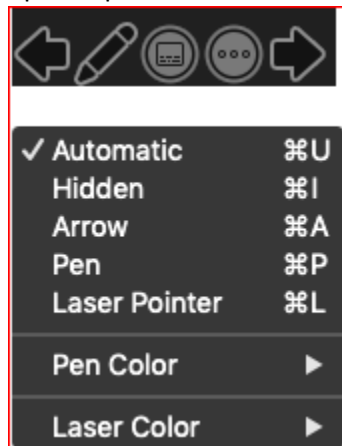 ✓ Automatic ⌘U
Hidden ⌘I
Arrow ⌘A
Pen ⌘P
Laser Pointer ⌘L
Pen Color ▶
Laser Color ▶